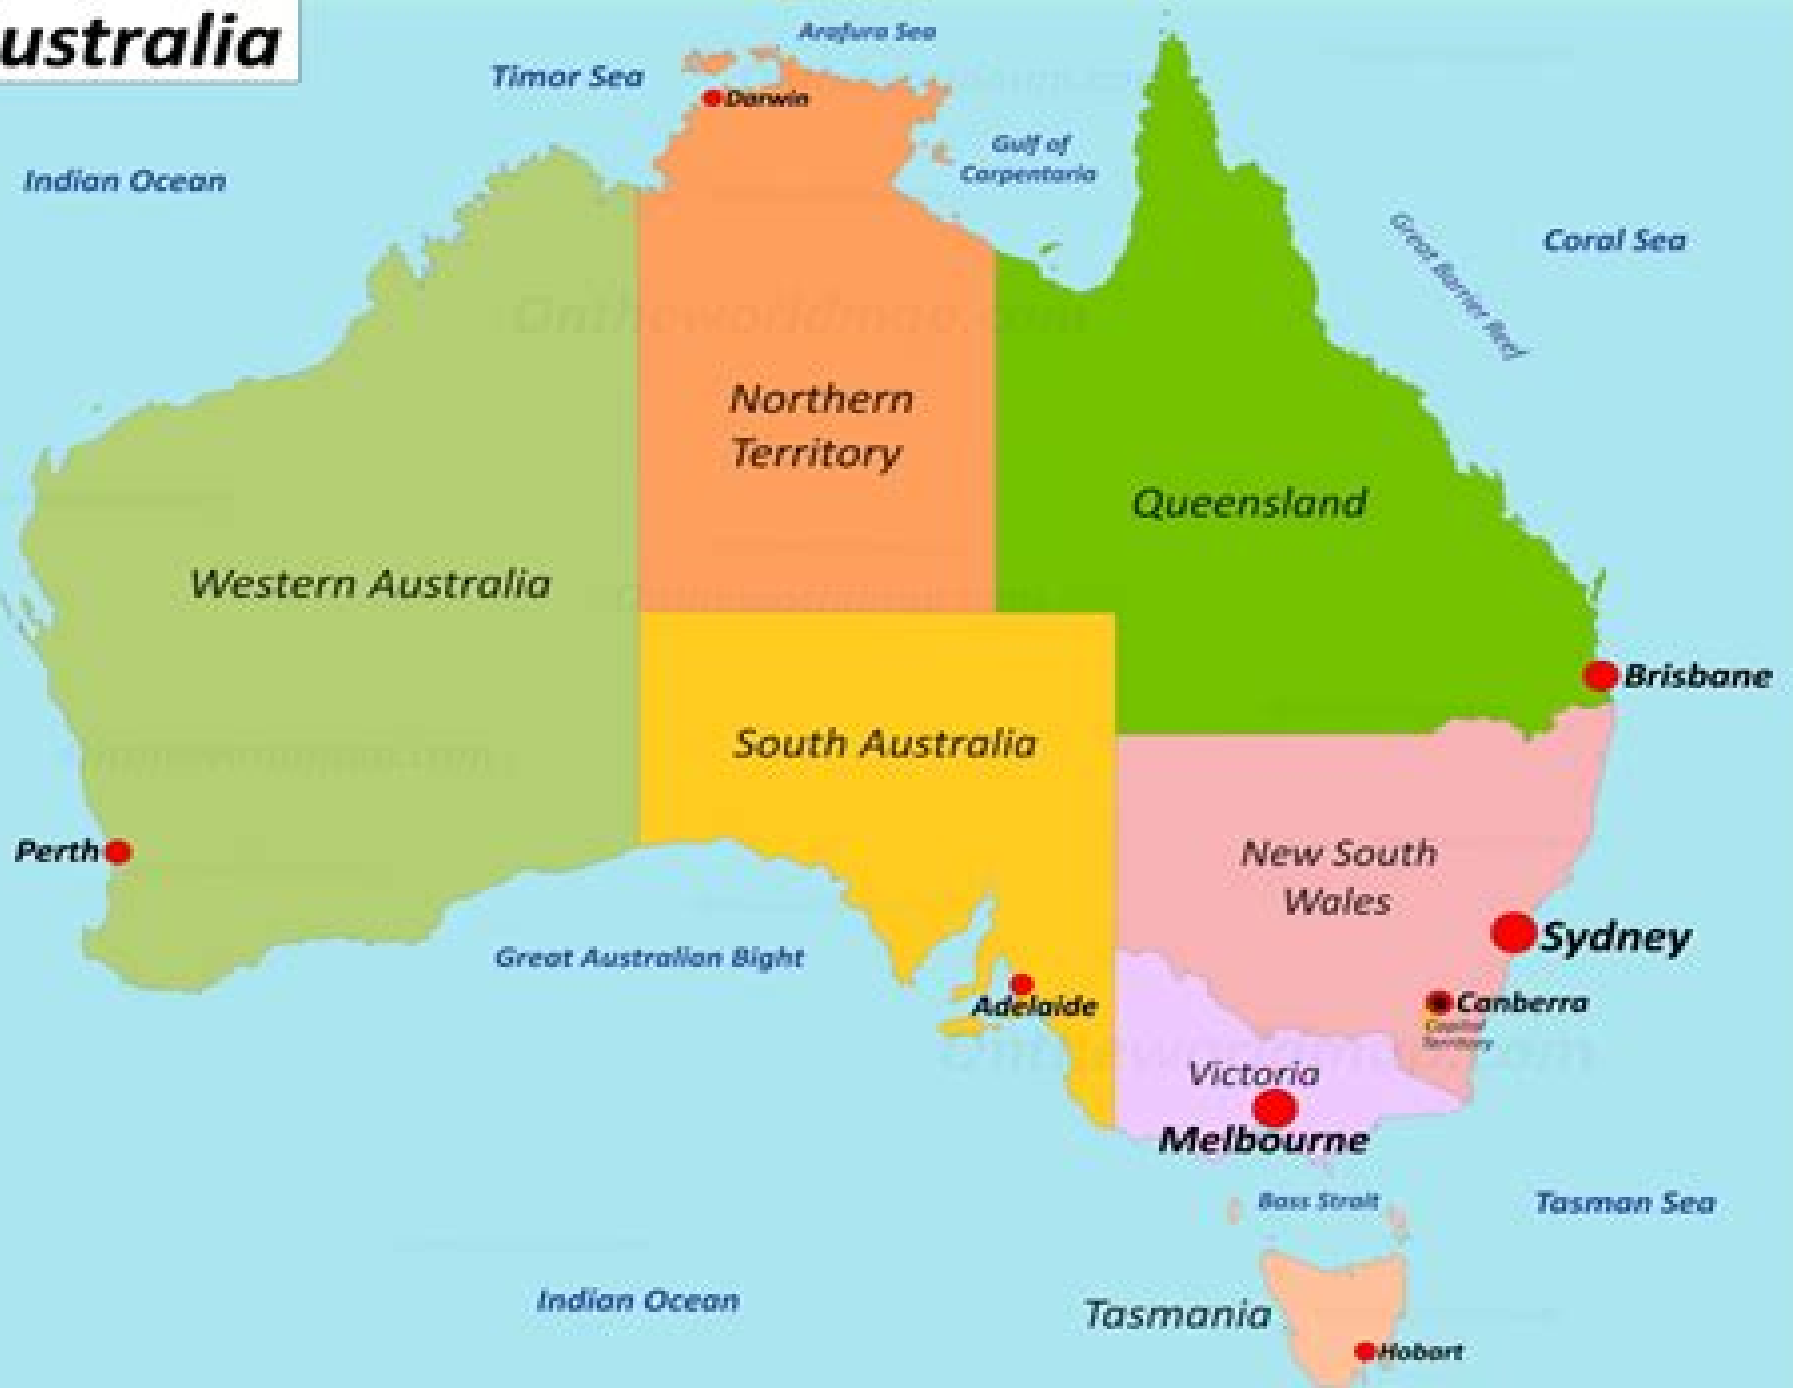 ustralia
Arafura Sea
Timor Sea
Darwin
Gulf of
Carpentaria
Indian Ocean
Great Barrier Reef
Coral Sea
Ontheworldmap.com
Northern
Territory
Queensland
Western Australia
Brisbane
South Australia
Perth
New South
Wales
Sydney
Great Australian Bight
Adelaide
Canberra
Capital
Territory
Victoria
Melbourne
Bass Strait
Tasman Sea
Indian Ocean
Tasmania
Hobart